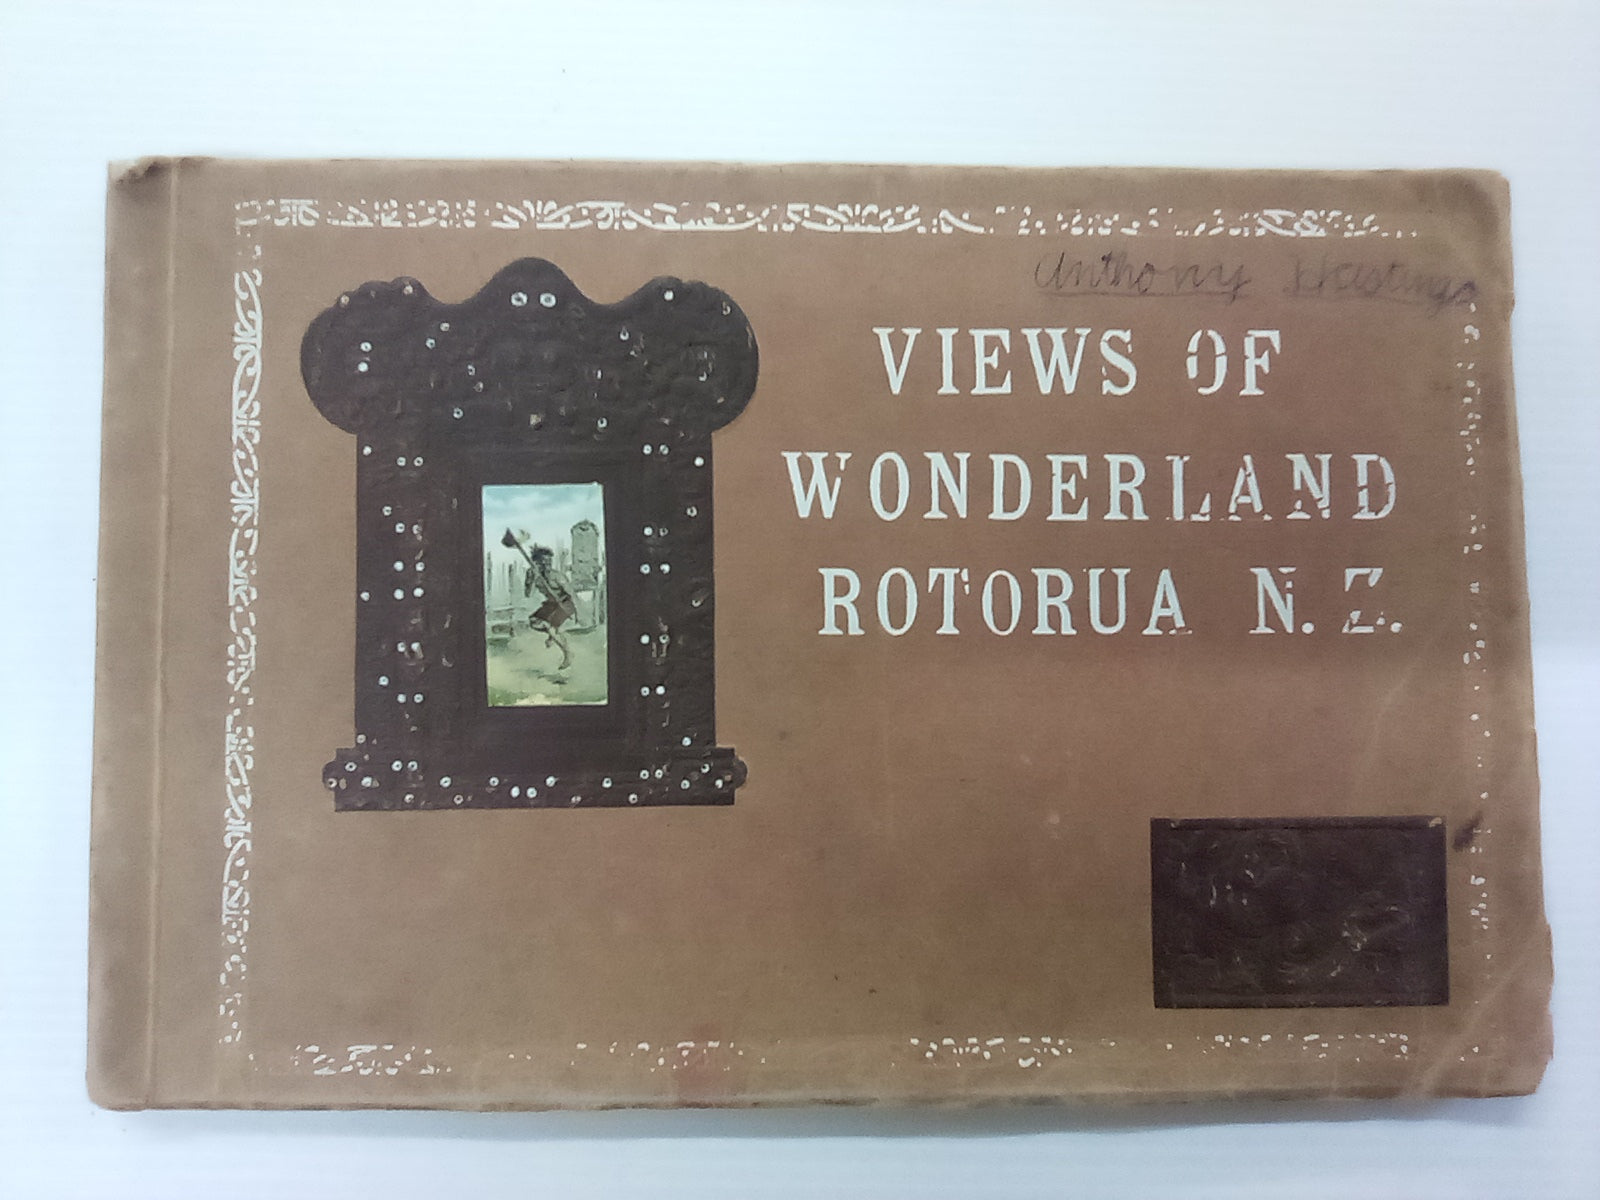 Anthony Hastings
VIEWS OF
WONDERLAND
ROTORUA N.Z.